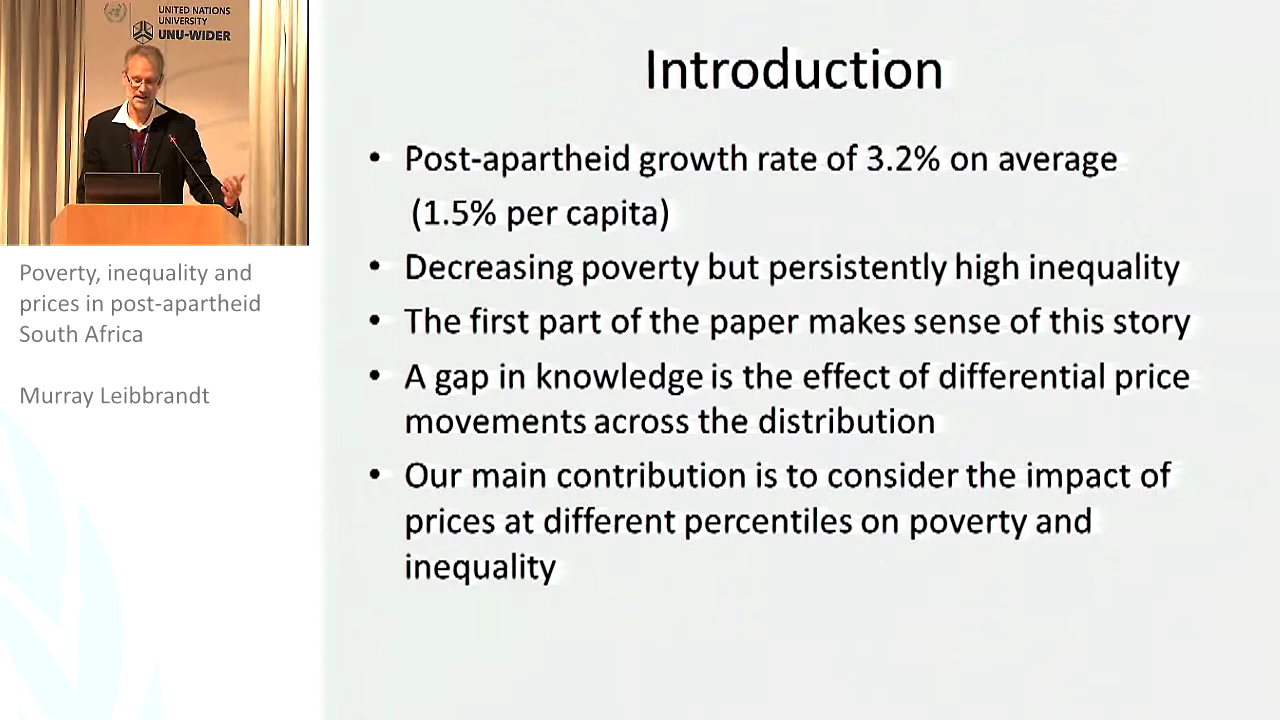 UNITED NATIONS
UNIVERSITY
UNU-WIDER
Poverty, inequality and
prices in post-apartheid
South Africa
Murray Leibbrandt
Introduction
• Post-apartheid growth rate of 3.2% on average
(1.5% per capita)
• Decreasing poverty but persistently high inequality
• The first part of the paper makes sense of this story
• A gap in knowledge is the effect of differential price
movements across the distribution
• Our main contribution is to consider the impact of
prices at different percentiles on poverty and
inequality